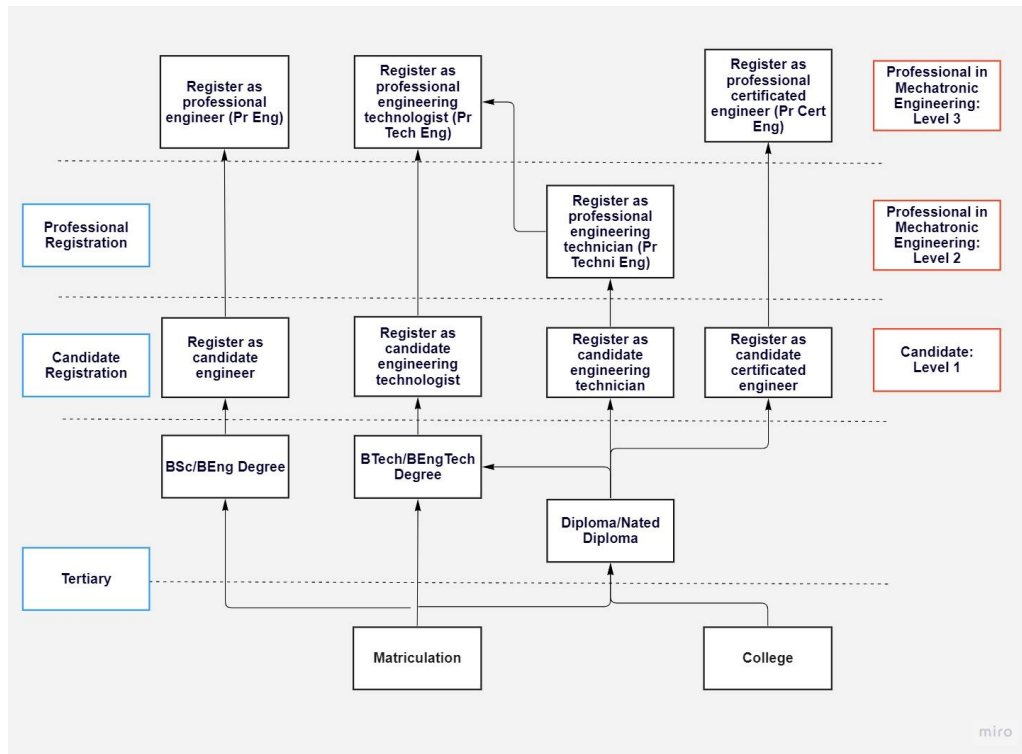 Register as
professional
engineer (Pr Eng)
Register as
professional
engineering
technologist (Pr
Tech Eng)
Register as
professional
certificated
engineer (Pr Cert
Eng)
Professional in
Mechatronic
Engineering:
Level 3
Professional
Registration
Register as
professional
engineering
technician (Pr
Techni Eng)
Professional in
Mechatronic
Engineering:
Level 2
Candidate
Registration
Register as
candidate
engineer
Register as
candidate
engineering
technologist
Register as
candidate
engineering
technician
Register as
candidate
certificated
engineer
Candidate:
Level 1
BSc/BEng Degree
BTech/BEngTech
Degree
Diploma/Nated
Diploma
Tertiary
Matriculation
College
miro